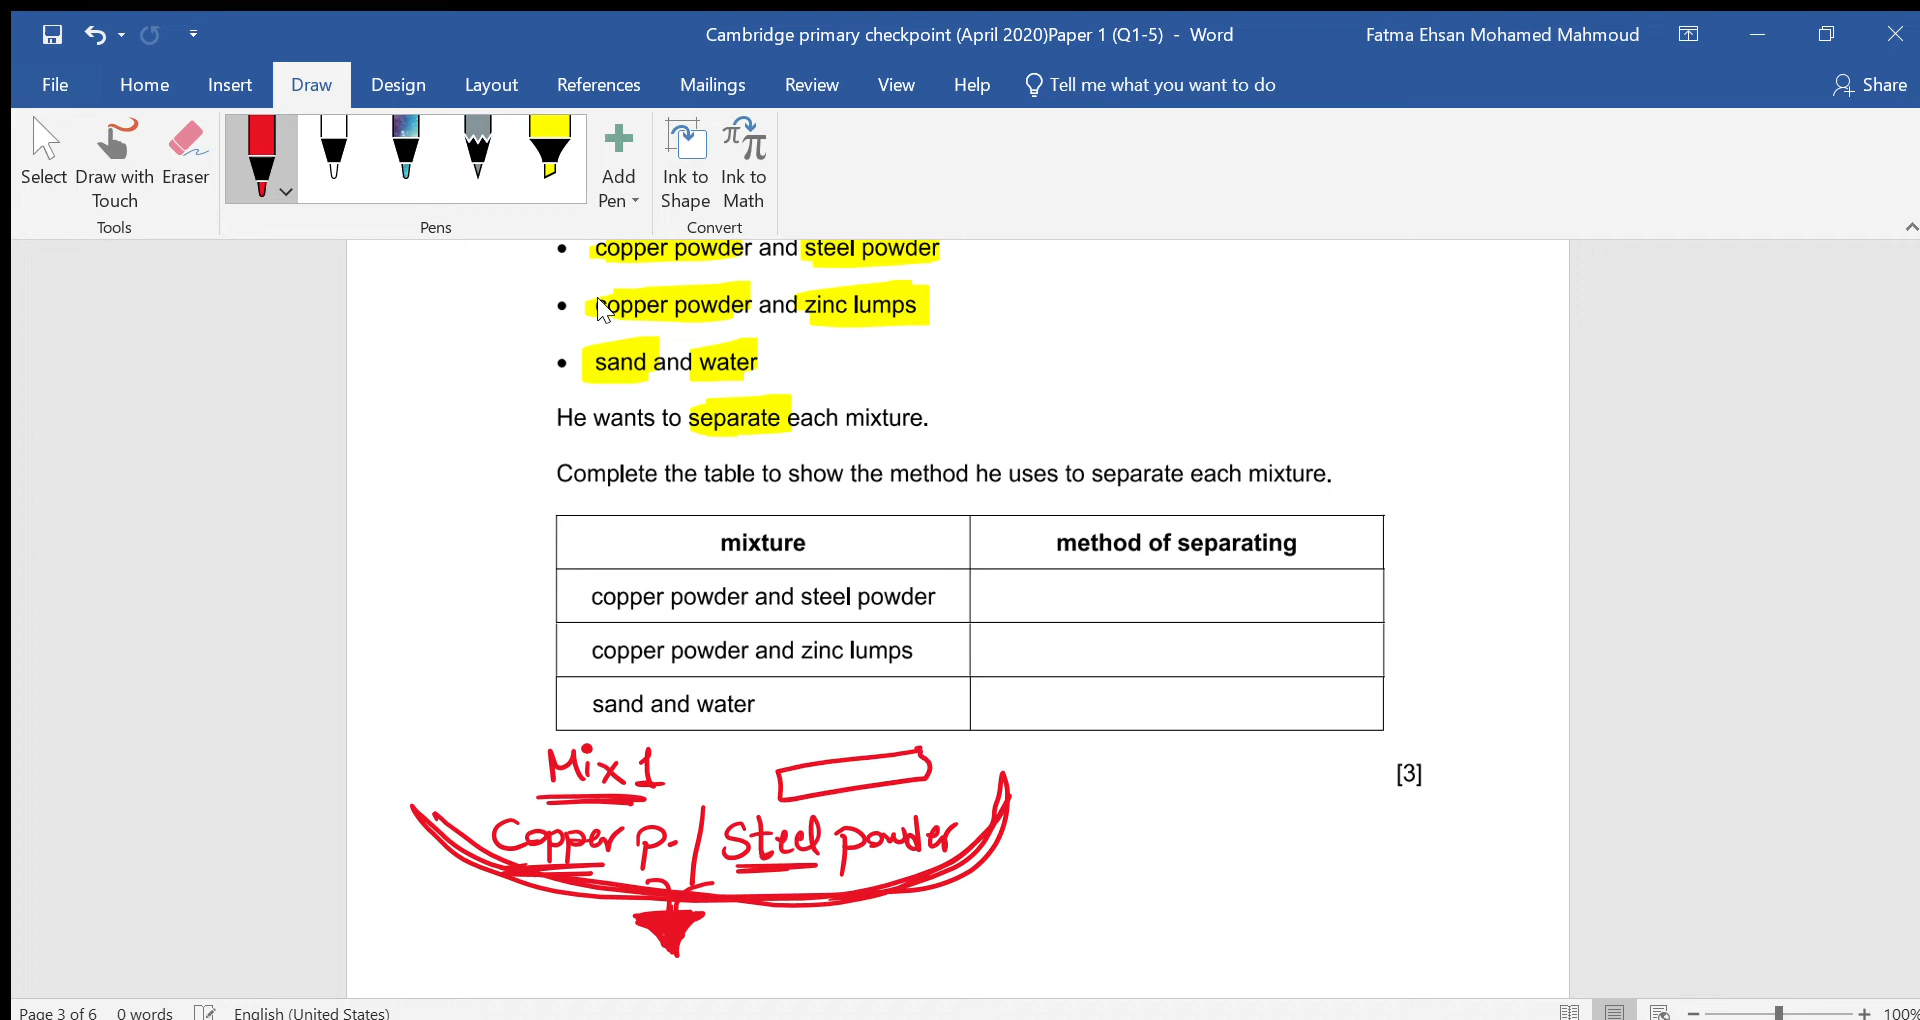 Cambridge primary checkpoint (April 2020)Paper 1 (Q1-5) - Word
Fatma Ehsan Mohamed Mahmoud
File Home Insert Draw Design Layout References Mailings Review View Help Tell me what you want to do Share
Select Draw with Touch Eraser
Add Pen
Ink to Shape Ink to Math
Tools Pens Convert
• copper powder and steel powder
• copper powder and zinc lumps
• sand and water
He wants to separate each mixture.
Complete the table to show the method he uses to separate each mixture.
mixture method of separating
copper powder and steel powder
copper powder and zinc lumps
sand and water
Mix 1
[3]
Copper p. / Steel powder
Page 3 of 6 0 words English (United States) 100%